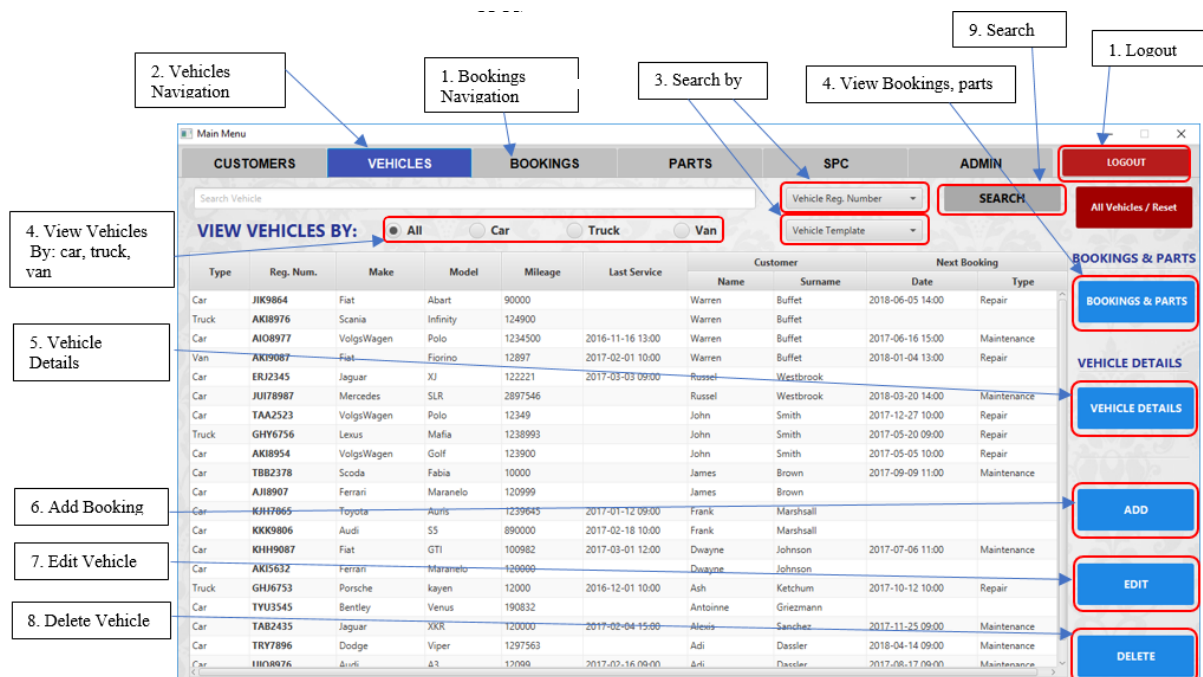 9. Search
1. Logout
2. Vehicles
Navigation
1. Bookings
Navigation
3. Search by
4. View Bookings, parts
Main Menu
CUSTOMERS VEHICLES BOOKINGS PARTS SPC ADMIN LOGOUT
Search Vehicle Vehicle Reg. Number SEARCH All Vehicles / Reset
4. View Vehicles
By: car, truck,
van
VIEW VEHICLES BY: All Car Truck Van Vehicle Template
BOOKINGS & PARTS
Type Reg. Num. Make Model Mileage Last Service Customer Next Booking
Name Surname Date Type
BOOKINGS & PARTS
Car JIK9864 Fiat Abart 90000 Warren Buffet 2018-06-05 14:00 Repair
Truck AKI8976 Scania Infinity 124900 Warren Buffet
5. Vehicle
Details
Car AIO8977 VolgsWagen Polo 1234500 2016-11-16 13:00 Warren Buffet 2017-06-16 15:00 Maintenance
Van AKI9087 Fiat Fiorino 12897 2017-02-01 10:00 Warren Buffet 2018-01-04 13:00 Repair
VEHICLE DETAILS
Car ERJ2345 Jaguar XJ 122221 2017-03-03 09:00 Russel Westbrook
Car JUI78987 Mercedes SLR 2897546 Russel Westbrook 2018-03-20 14:00 Maintenance
VEHICLE DETAILS
Car TAA2523 VolgsWagen Polo 12349 John Smith 2017-12-27 10:00 Repair
Truck GHY6756 Lexus Mafia 1238993 John Smith 2017-05-20 09:00 Repair
Car AKI8954 VolgsWagen Golf 123900 John Smith 2017-05-05 10:00 Repair
Car TBB2378 Scoda Fabia 10000 James Brown 2017-09-09 11:00 Maintenance
Car AJI8907 Ferrari Maranelo 120999 James Brown
6. Add Booking
ADD
Car KJH7865 Toyota Auris 1239645 2017-01-12 09:00 Frank Marshsall
Car KKK9806 Audi S5 890000 2017-02-18 10:00 Frank Marshsall
7. Edit Vehicle
Car KHH9087 Fiat GTI 100982 2017-03-01 12:00 Dwayne Johnson 2017-07-06 11:00 Maintenance
Car AKI5632 Ferrari Maranelo 120000 Dwayne Johnson
EDIT
Truck GHJ6753 Porsche kayen 12000 2016-12-01 10:00 Ash Ketchum 2017-10-12 10:00 Repair
Car TYU3545 Bentley Venus 190832 Antoinne Griezmann
8. Delete Vehicle
Car TAB2435 Jaguar XKR 120000 2017-02-04 15:00 Alexis Sanchez 2017-11-25 09:00 Maintenance
Car TRY7896 Dodge Viper 1297563 Adi Dassler 2018-04-14 09:00 Maintenance
DELETE
Car UIO8976 Audi A3 12099 2017-02-16 09:00 Adi Dassler 2017-08-17 09:00 Maintenance